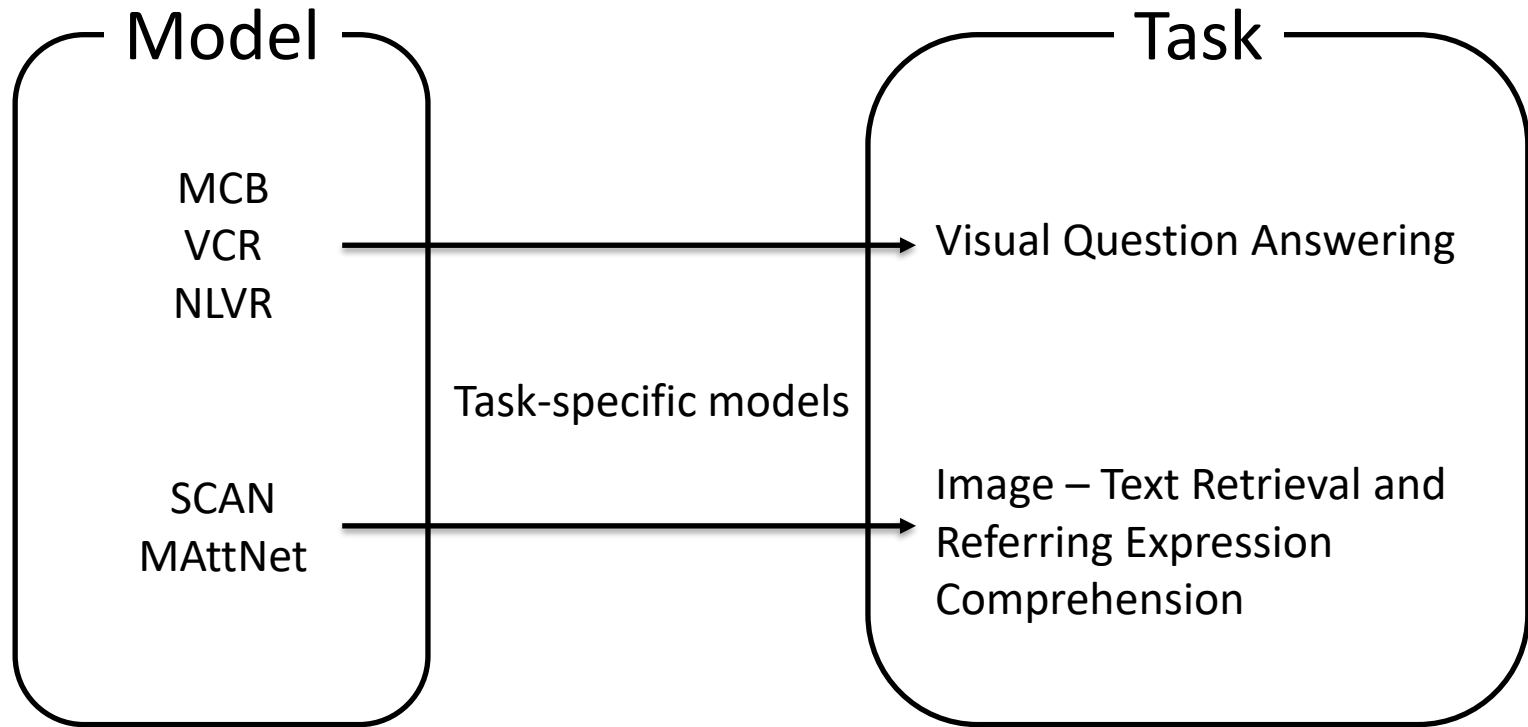 Model
Task
MCB
VCR
NLVR
Visual Question Answering
Task-specific models
SCAN
MAttNet
Image – Text Retrieval and
Referring Expression
Comprehension